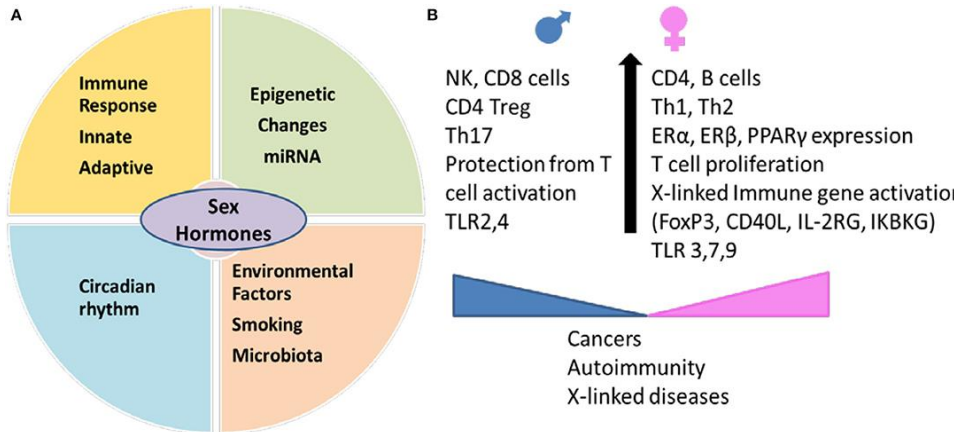 A
Immune
Response
Innate
Adaptive
Epigenetic
Changes
miRNA
Sex
Hormones
Circadian
rhythm
Environmental
Factors
Smoking
Microbiota
B
NK, CD8 cells
CD4 Treg
Th17
Protection from T
cell activation
TLR2,4
CD4, B cells
Th1, Th2
ERα, ERβ, PPARγ expression
T cell proliferation
X-linked Immune gene activation
(FoxP3, CD40L, IL-2RG, IKBKG)
TLR 3,7,9
Cancers
Autoimmunity
X-linked diseases